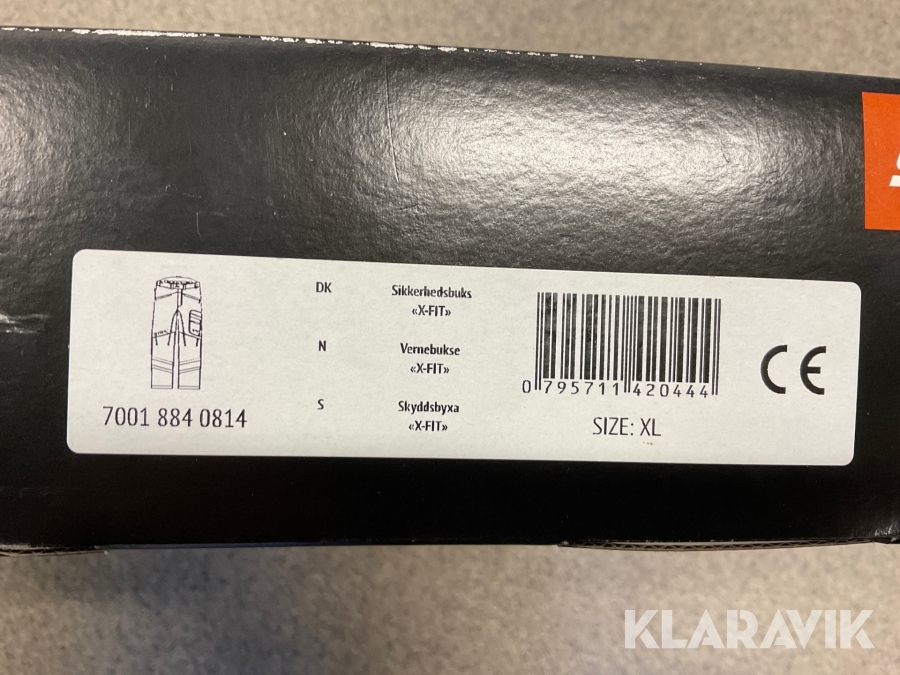 7001 884 0814
DK
Sikkerhedsbuks
«X-FIT»
N
Vernebukse
«X-FIT»
S
Skyddsbyxa
«X-FIT»
0 795711 420444
SIZE: XL
CE
KLARAVIK